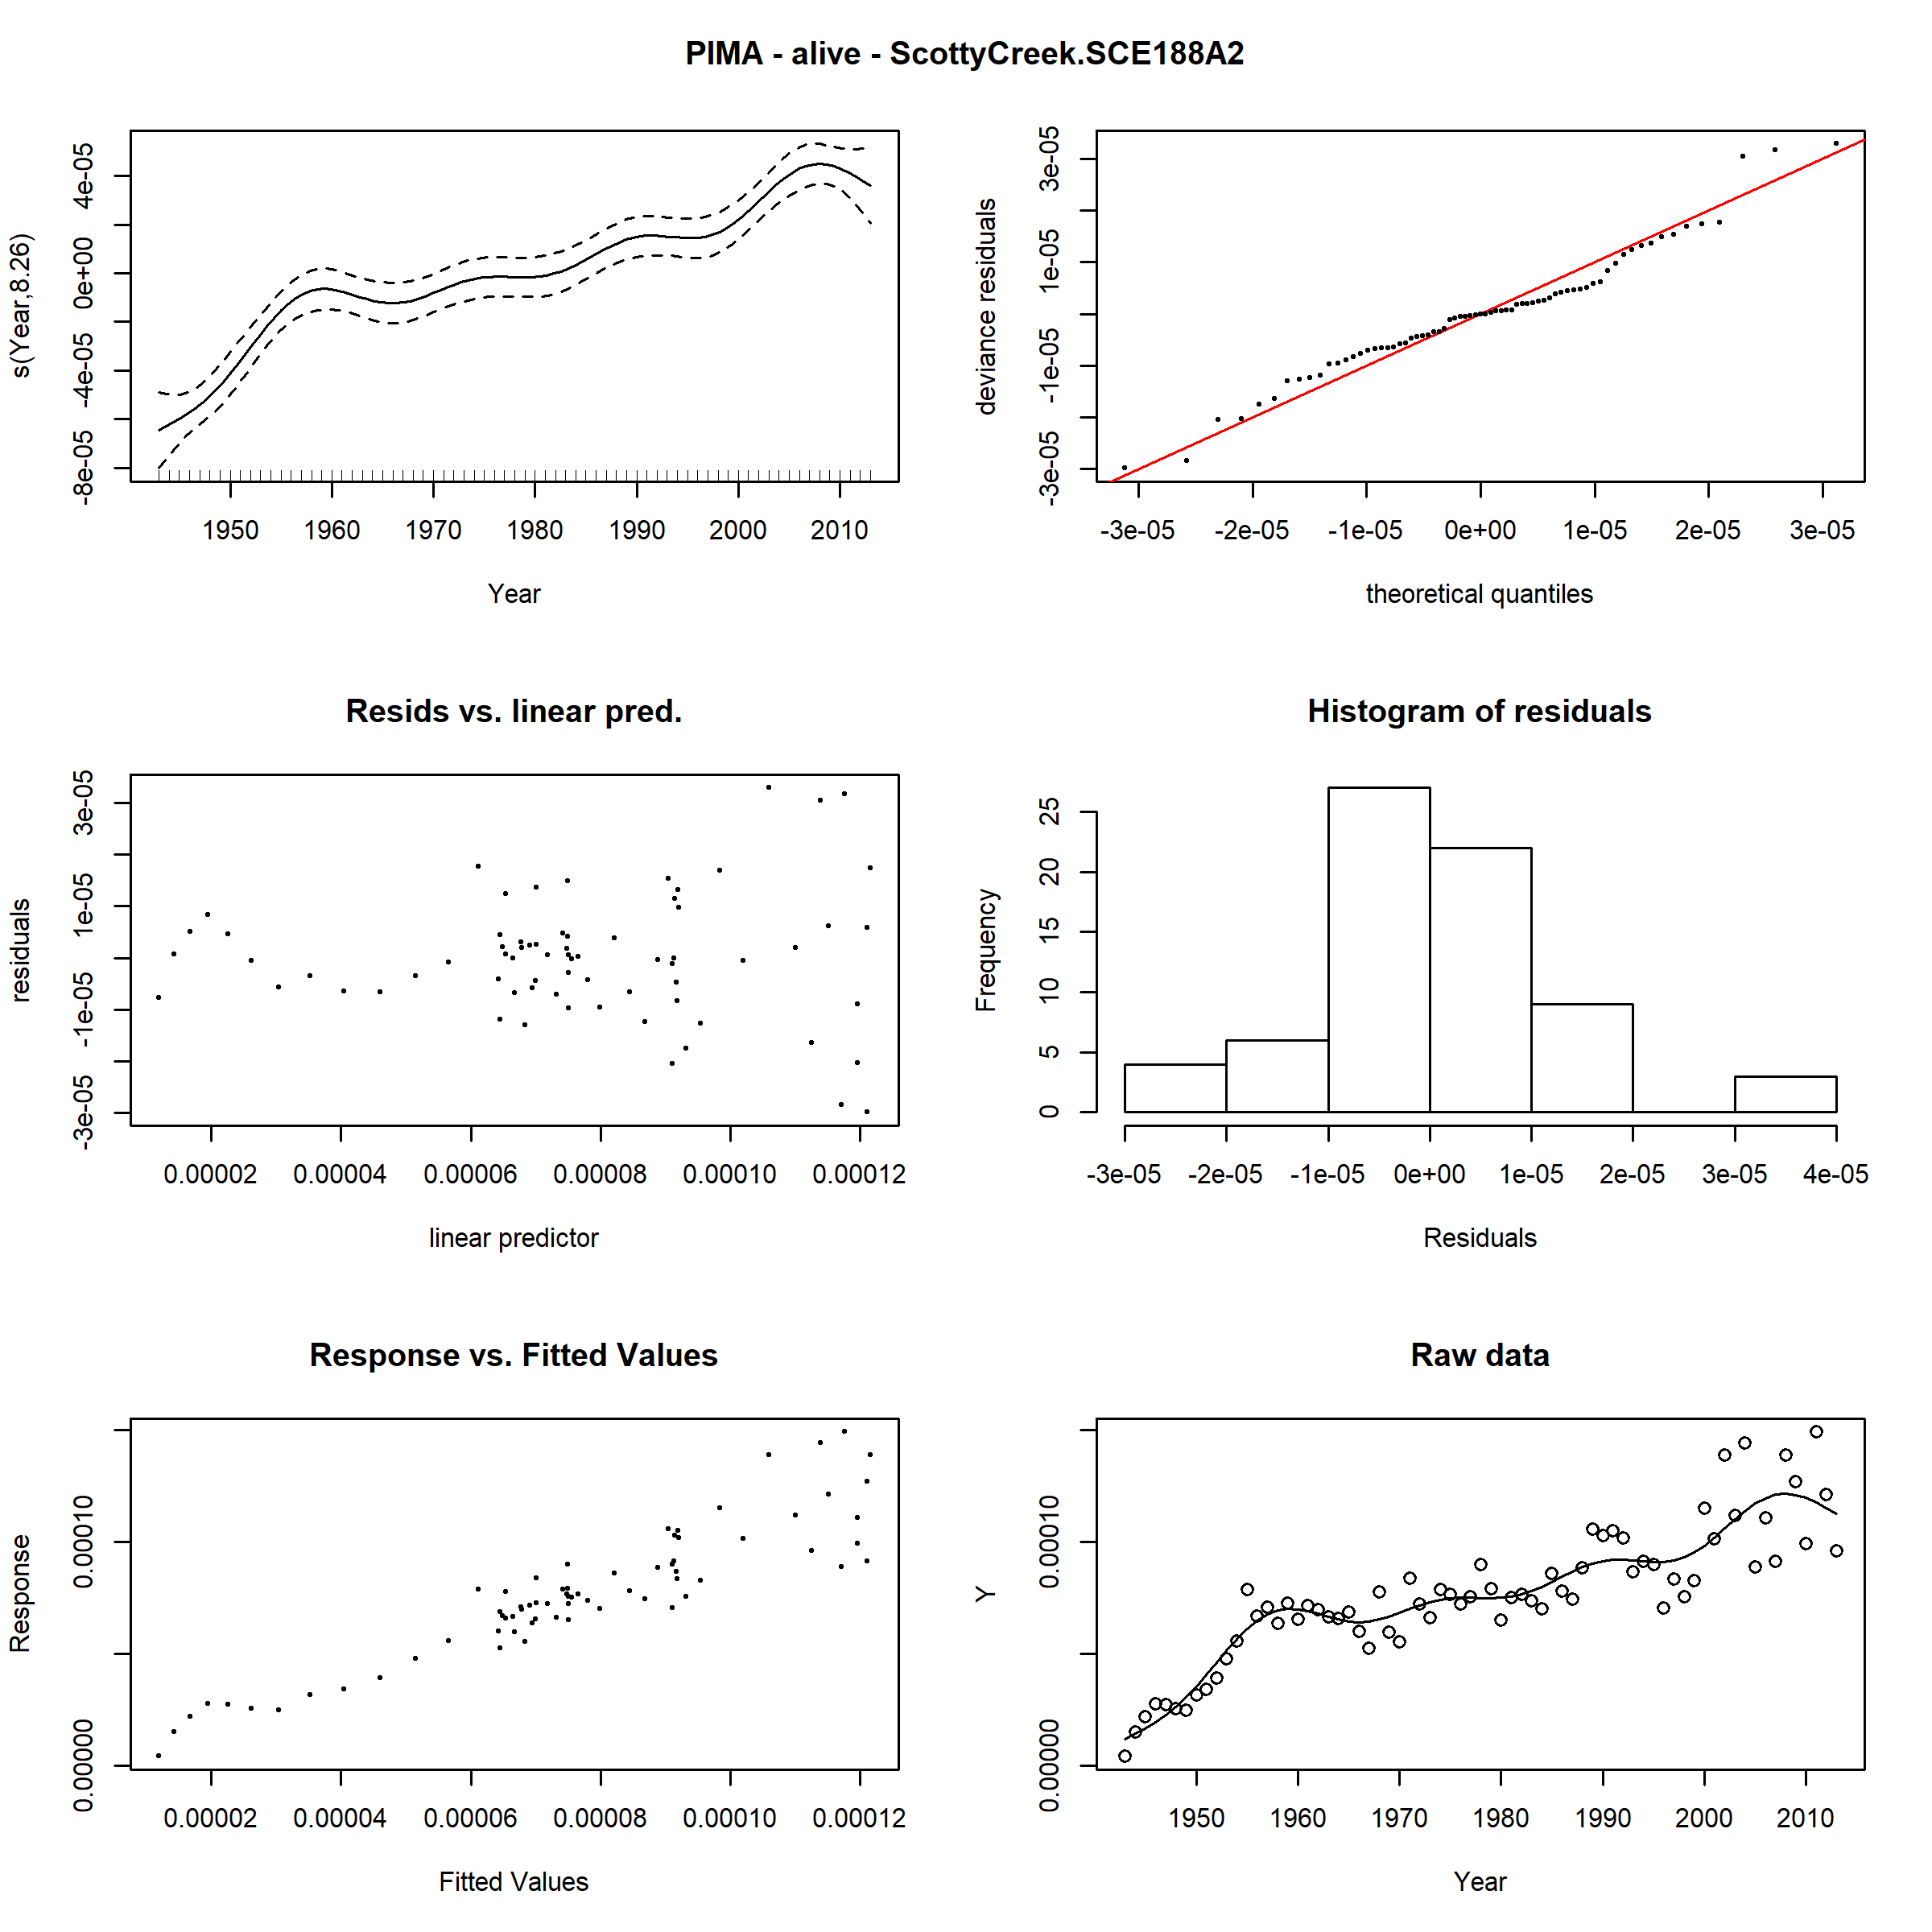 PIMA - alive - ScottyCreek.SCE188A2
s(Year,8.26)
-8e-05 -4e-05 0e+00 4e-05
1950 1960 1970 1980 1990 2000 2010
Year
deviance residuals
-3e-05 -1e-05 1e-05 3e-05
-3e-05 -2e-05 -1e-05 0e+00 1e-05 2e-05 3e-05
theoretical quantiles
Resids vs. linear pred.
residuals
-3e-05 -1e-05 1e-05 3e-05
0.00002 0.00004 0.00006 0.00008 0.00010 0.00012
linear predictor
Histogram of residuals
Frequency
0 5 10 15 20 25
-3e-05 -2e-05 -1e-05 0e+00 1e-05 2e-05 3e-05 4e-05
Residuals
Response vs. Fitted Values
Response
0.00000 0.00010
0.00002 0.00004 0.00006 0.00008 0.00010 0.00012
Fitted Values
Raw data
Y
0.00000 0.00010
1950 1960 1970 1980 1990 2000 2010
Year